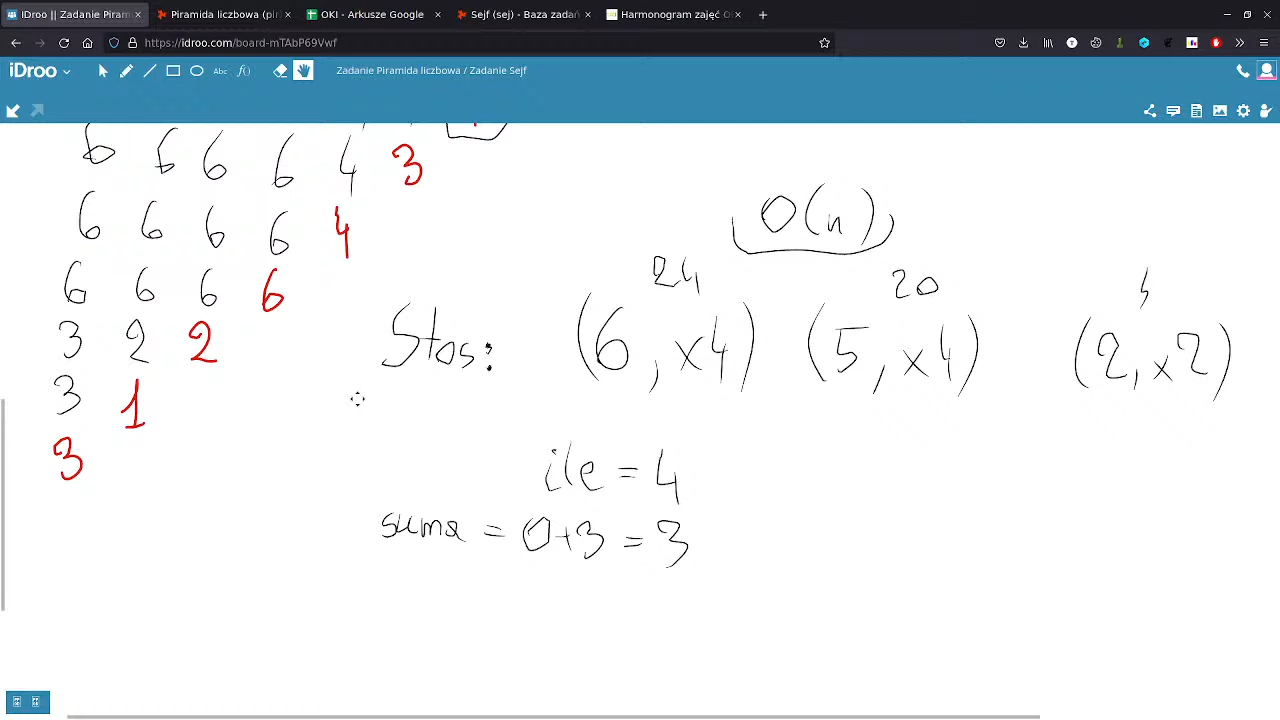 IDroo || Zadanie Piram
Piramida liczbowa (pir
OKI - Arkusze Google
Sejf (sej) - Baza zadań
Harmonogram zajęć O
https://idroo.com/board-mTAbP69Vwf
iDroo
Abc
f()
Zadanie Piramida liczbowa / Zadanie Sejf
6 6 6 6 4 3
6 6 6 6 4
6 6 6 6
3 2 2
3 1
3
O(n)
24 20
Stos: (6, x4) (5, x4) (2, x2)
ile = 4
suma = 0+3 = 3